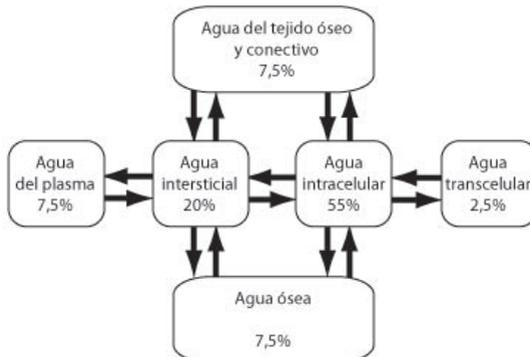 Agua del tejido óseo
y conectivo
7,5%
Agua
del plasma
7,5%
Agua
intersticial
20%
Agua
intracelular
55%
Agua
transcelular
2,5%
Agua ósea
7,5%